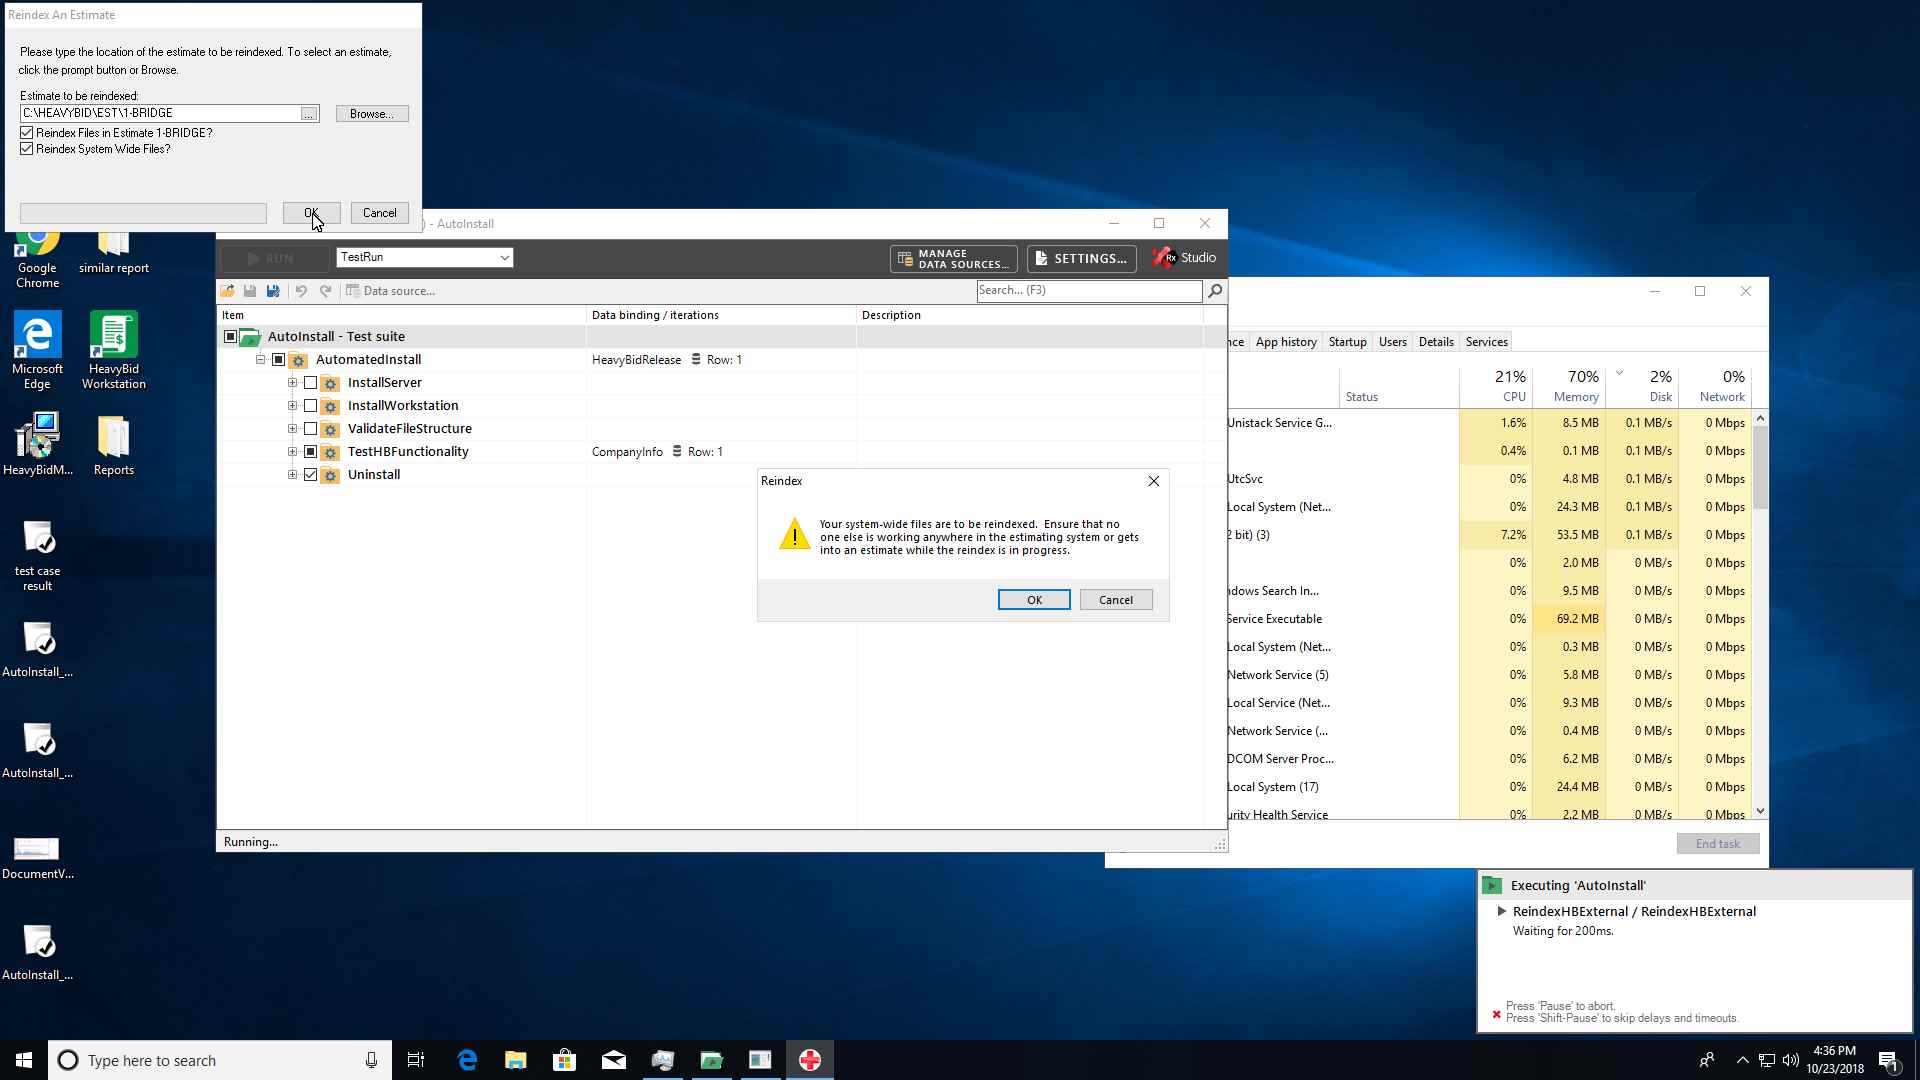 Reindex An Estimate
Please type the location of the estimate to be reindexed. To select an estimate,
click the prompt button or Browse.
Estimate to be reindexed:
C:\HEAVYBID\EST\1-BRIDGE
...
Browse...
Reindex Files in Estimate 1-BRIDGE?
Reindex System Wide Files?
OK
Cancel
) - AutoInstall
RUN
TestRun
MANAGE
DATA SOURCES...
SETTINGS...
Rx Studio
Data source...
Search... (F3)
Item
Data binding / iterations
Description
AutoInstall - Test suite
AutomatedInstall
HeavyBidRelease
Row: 1
InstallServer
InstallWorkstation
ValidateFileStructure
TestHBFunctionality
CompanyInfo
Row: 1
Uninstall
Running...
Reindex
Your system-wide files are to be reindexed. Ensure that no
one else is working anywhere in the estimating system or gets
into an estimate while the reindex is in progress.
OK
Cancel
Google
Chrome
similar report
Microsoft
Edge
HeavyBid
Workstation
HeavyBidM...
Reports
test case
result
AutoInstall_...
AutoInstall_...
DocumentV...
AutoInstall_...
nce
App history
Startup
Users
Details
Services
21%
70%
2%
0%
Status
CPU
Memory
Disk
Network
Unistack Service G...
1.6%
8.5 MB
0.1 MB/s
0 Mbps
0.4%
0.1 MB
0.1 MB/s
0 Mbps
UtcSvc
0%
4.8 MB
0.1 MB/s
0 Mbps
Local System (Net...
0%
24.3 MB
0.1 MB/s
0 Mbps
2 bit) (3)
7.2%
53.5 MB
0.1 MB/s
0 Mbps
0%
2.0 MB
0 MB/s
0 Mbps
dows Search In...
0%
9.5 MB
0 MB/s
0 Mbps
Service Executable
0%
69.2 MB
0 MB/s
0 Mbps
Local System (Net...
0%
0.3 MB
0 MB/s
0 Mbps
Network Service (5)
0%
5.8 MB
0 MB/s
0 Mbps
Local Service (Net...
0%
9.3 MB
0 MB/s
0 Mbps
Network Service (...
0%
0.4 MB
0 MB/s
0 Mbps
DCOM Server Proc...
0%
6.2 MB
0 MB/s
0 Mbps
Local System (17)
0%
24.4 MB
0 MB/s
0 Mbps
urity Health Service
0%
2.2 MB
0 MB/s
0 Mbps
End task
Executing 'AutoInstall'
ReindexHBExternal / ReindexHBExternal
Waiting for 200ms.
Press 'Pause' to abort.
Press 'Shift-Pause' to skip delays and timeouts.
Type here to search
4:36 PM
10/23/2018
1